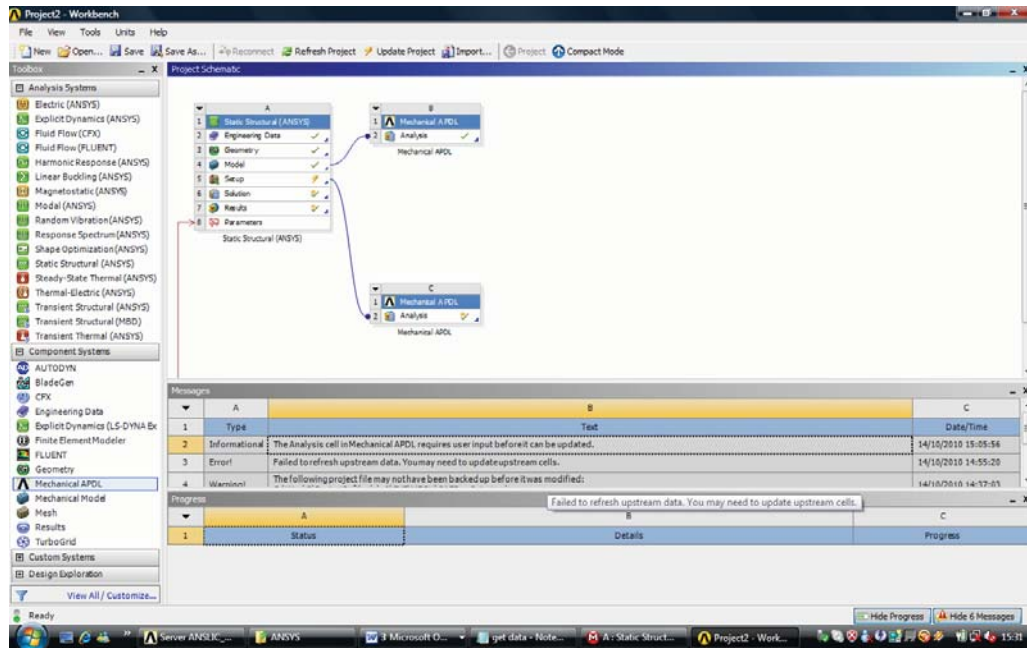 Project2 - Workbench
File View Tools Units Help
New Open... Save Save As... Reconnect Refresh Project Update Project Import... Project Compact Mode
Toolbox
Analysis Systems
Electric (ANSYS)
Explicit Dynamics (ANSYS)
Fluid Flow (CFX)
Fluid Flow (FLUENT)
Harmonic Response (ANSYS)
Linear Buckling (ANSYS)
Magnetostatic (ANSYS)
Modal (ANSYS)
Random Vibration (ANSYS)
Response Spectrum (ANSYS)
Shape Optimization (ANSYS)
Static Structural (ANSYS)
Steady-State Thermal (ANSYS)
Thermal-Electric (ANSYS)
Transient Structural (ANSYS)
Transient Structural (MBD)
Transient Thermal (ANSYS)
Component Systems
AUTODYN
BladeGen
CFX
Engineering Data
Explicit Dynamics (LS-DYNA Ex
Finite Element Modeler
FLUENT
Geometry
Mechanical APDL
Mechanical Model
Mesh
Results
TurboGrid
Custom Systems
Design Exploration
View All / Customize...
Project Schematic
A
1 Static Structural (ANSYS)
2 Engineering Data
3 Geometry
4 Model
5 Setup
6 Solution
7 Results
8 Parameters
Static Structural (ANSYS)
B
1 Mechanical APDL
2 Analysis
Mechanical APDL
C
1 Mechanical APDL
2 Analysis
Mechanical APDL
Messages
A B C
1 Type Text Date/Time
2 Informational The Analysis cell in Mechanical APDL requires user input before it can be updated. 14/10/2010 15:05:56
3 Error! Failed to refresh upstream data. You may need to update upstream cells. 14/10/2010 14:55:20
4 Warning! The following project file may not have been backed up before it was modified: 14/10/2010 14:37:03
Failed to refresh upstream data. You may need to update upstream cells.
Progress
A B C
1 Status Details Progress
Ready
Hide Progress Hide 6 Messages
Server ANSLIC_... ANSYS 3 Microsoft O... get data - Note... A : Static Struct... Project2 - Work... 15:31